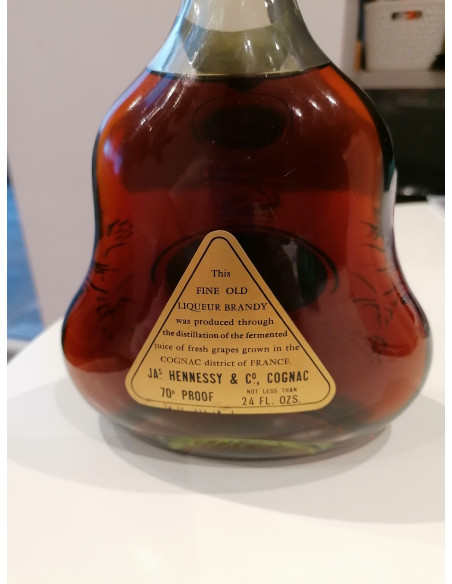 This
FINE OLD
LIQUEUR BRANDY
was produced through
the distillation of the fermented
juice of fresh grapes grown in the
COGNAC district of FRANCE.
JAS HENNESSY & CO, COGNAC
70° PROOF NOT LESS THAN
24 FL. OZS.